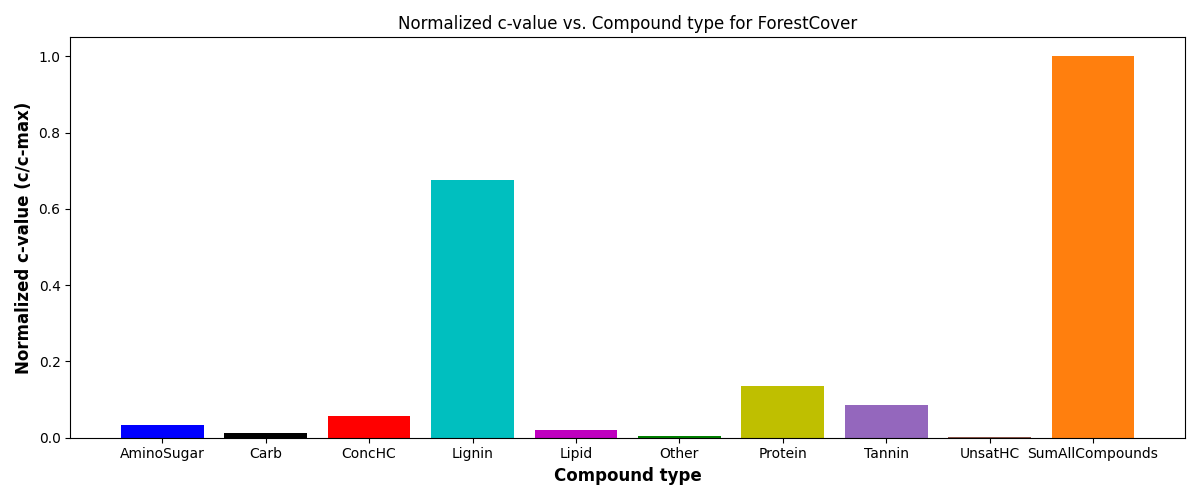 Normalized c-value vs. Compound type for ForestCover
Normalized c-value (c/c-max)
1.0
0.8
0.6
0.4
0.2
0.0
AminoSugar Carb ConcHC Lignin Lipid Other Protein Tannin UnsatHC SumAllCompounds
Compound type